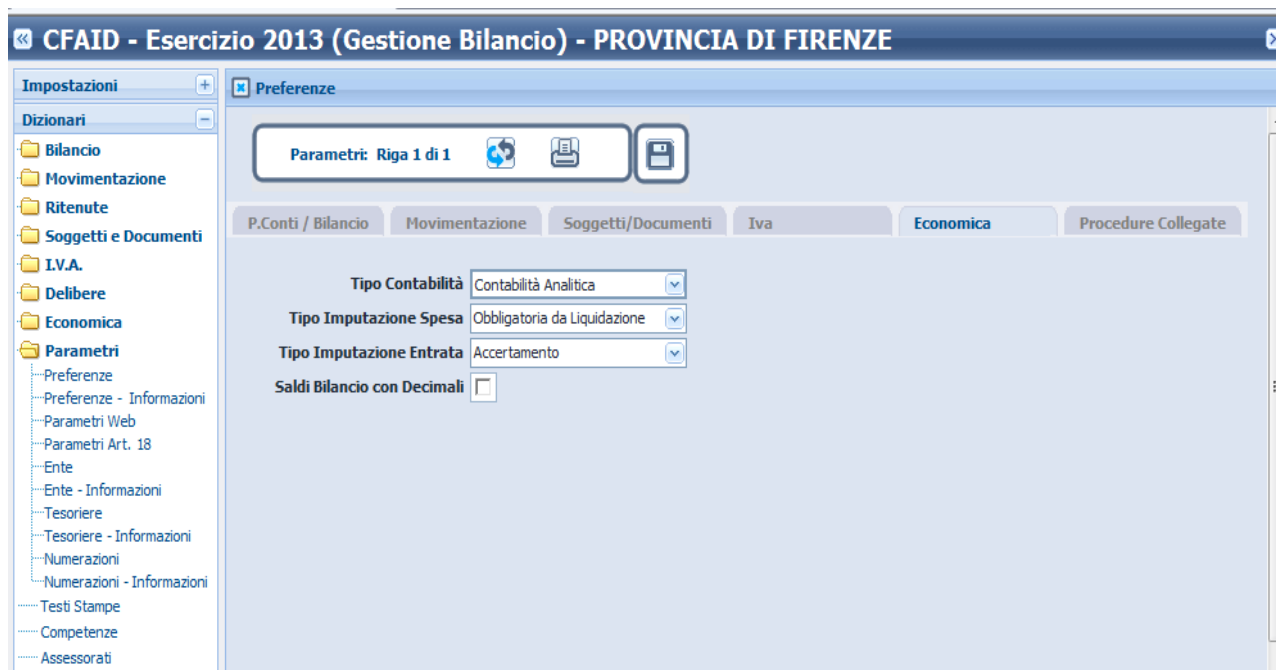 CFAID - Esercizio 2013 (Gestione Bilancio) - PROVINCIA DI FIRENZE
Impostazioni
Dizionari
Bilancio
Movimentazione
Ritenute
Soggetti e Documenti
I.V.A.
Delibere
Economica
Parametri
Preferenze
Preferenze - Informazioni
Parametri Web
Parametri Art. 18
Ente
Ente - Informazioni
Tesoriere
Tesoriere - Informazioni
Numerazioni
Numerazioni - Informazioni
Testi Stampe
Competenze
Assessorati
Preferenze
Parametri: Riga 1 di 1
P.Conti / Bilancio Movimentazione Soggetti/Documenti Iva Economica Procedure Collegate
Tipo Contabilità Contabilità Analitica
Tipo Imputazione Spesa Obbligatoria da Liquidazione
Tipo Imputazione Entrata Accertamento
Saldi Bilancio con Decimali